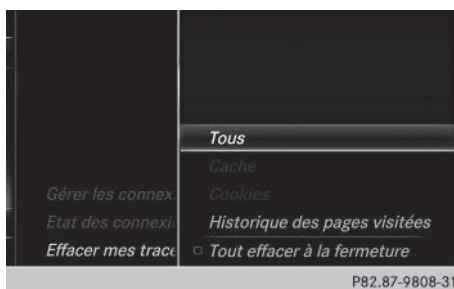 Tous
Cache
Cookies
Gérer les connex
Etat des connexi
Historique des pages visitées
Effacer mes trace
Tout effacer à la fermeture
P82.87-9808-31